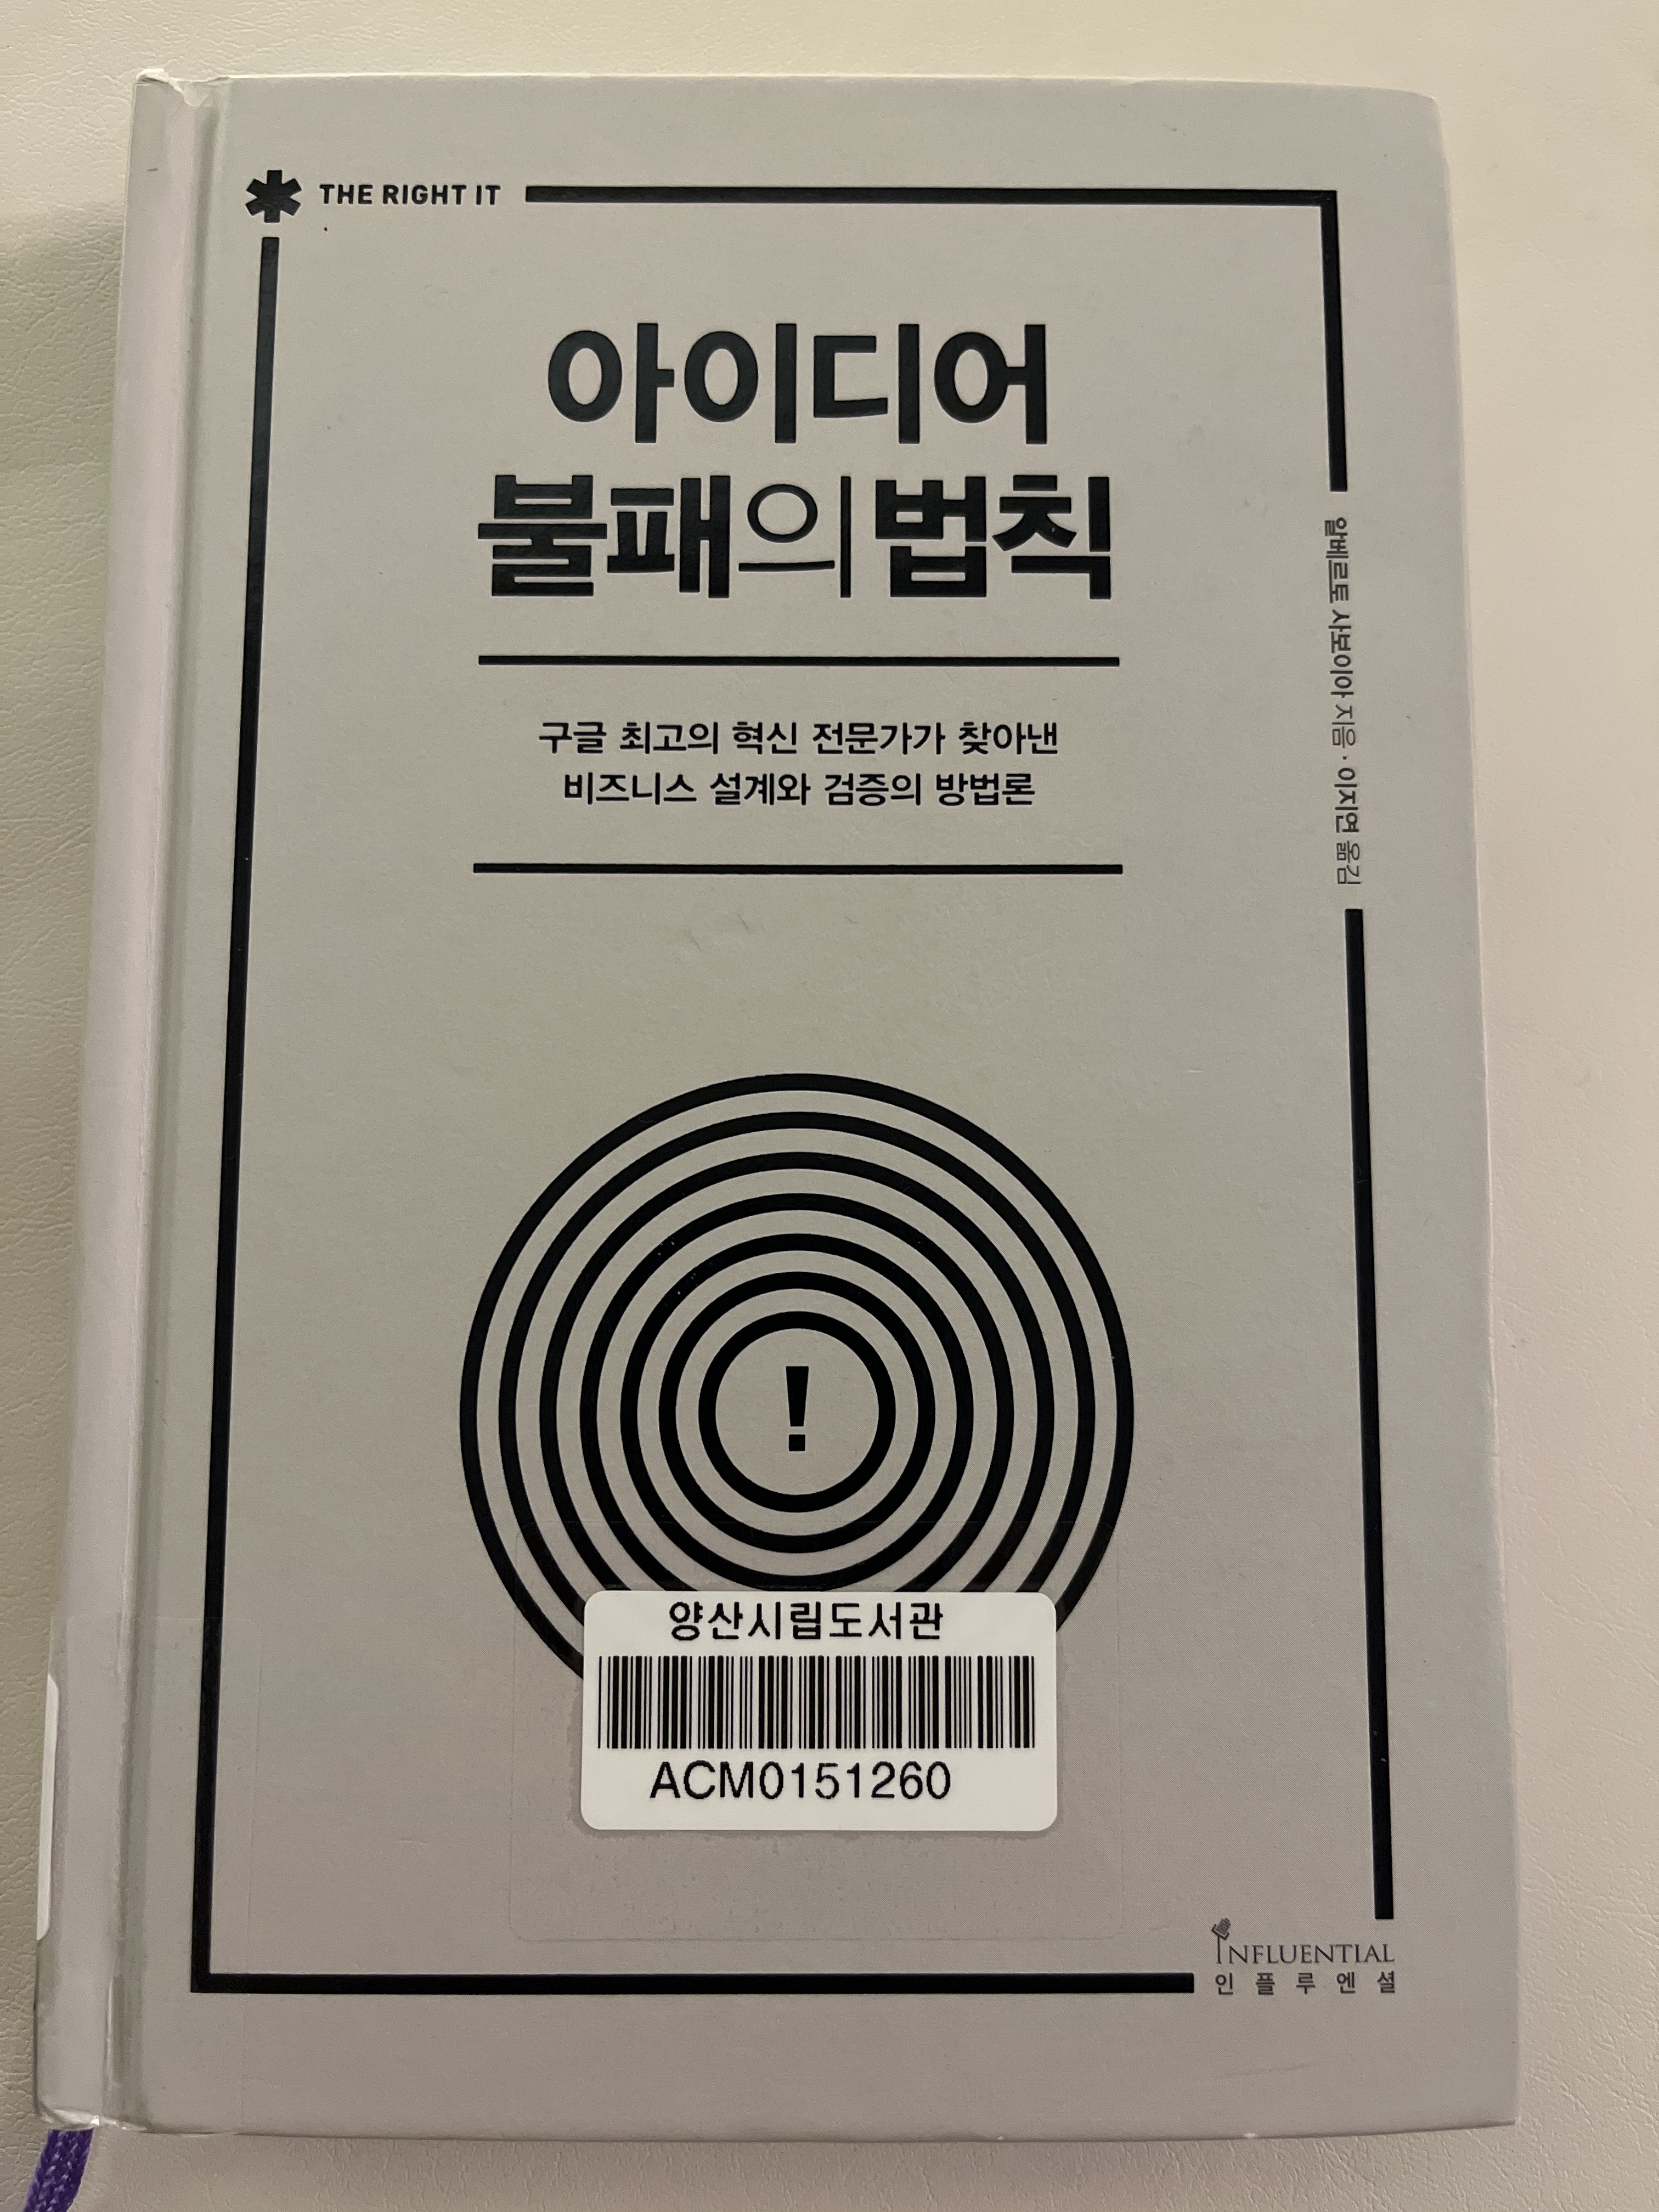 THE RIGHT IT
아이디어
불패의 법칙
구글 최고의 혁신 전문가가 찾아낸
비즈니스 설계와 검증의 방법론
알베르토 사보이아 지음 · 이지연 옮김
!
양산시립도서관
ACM0151260
INFLUENTIAL
인플루엔셜